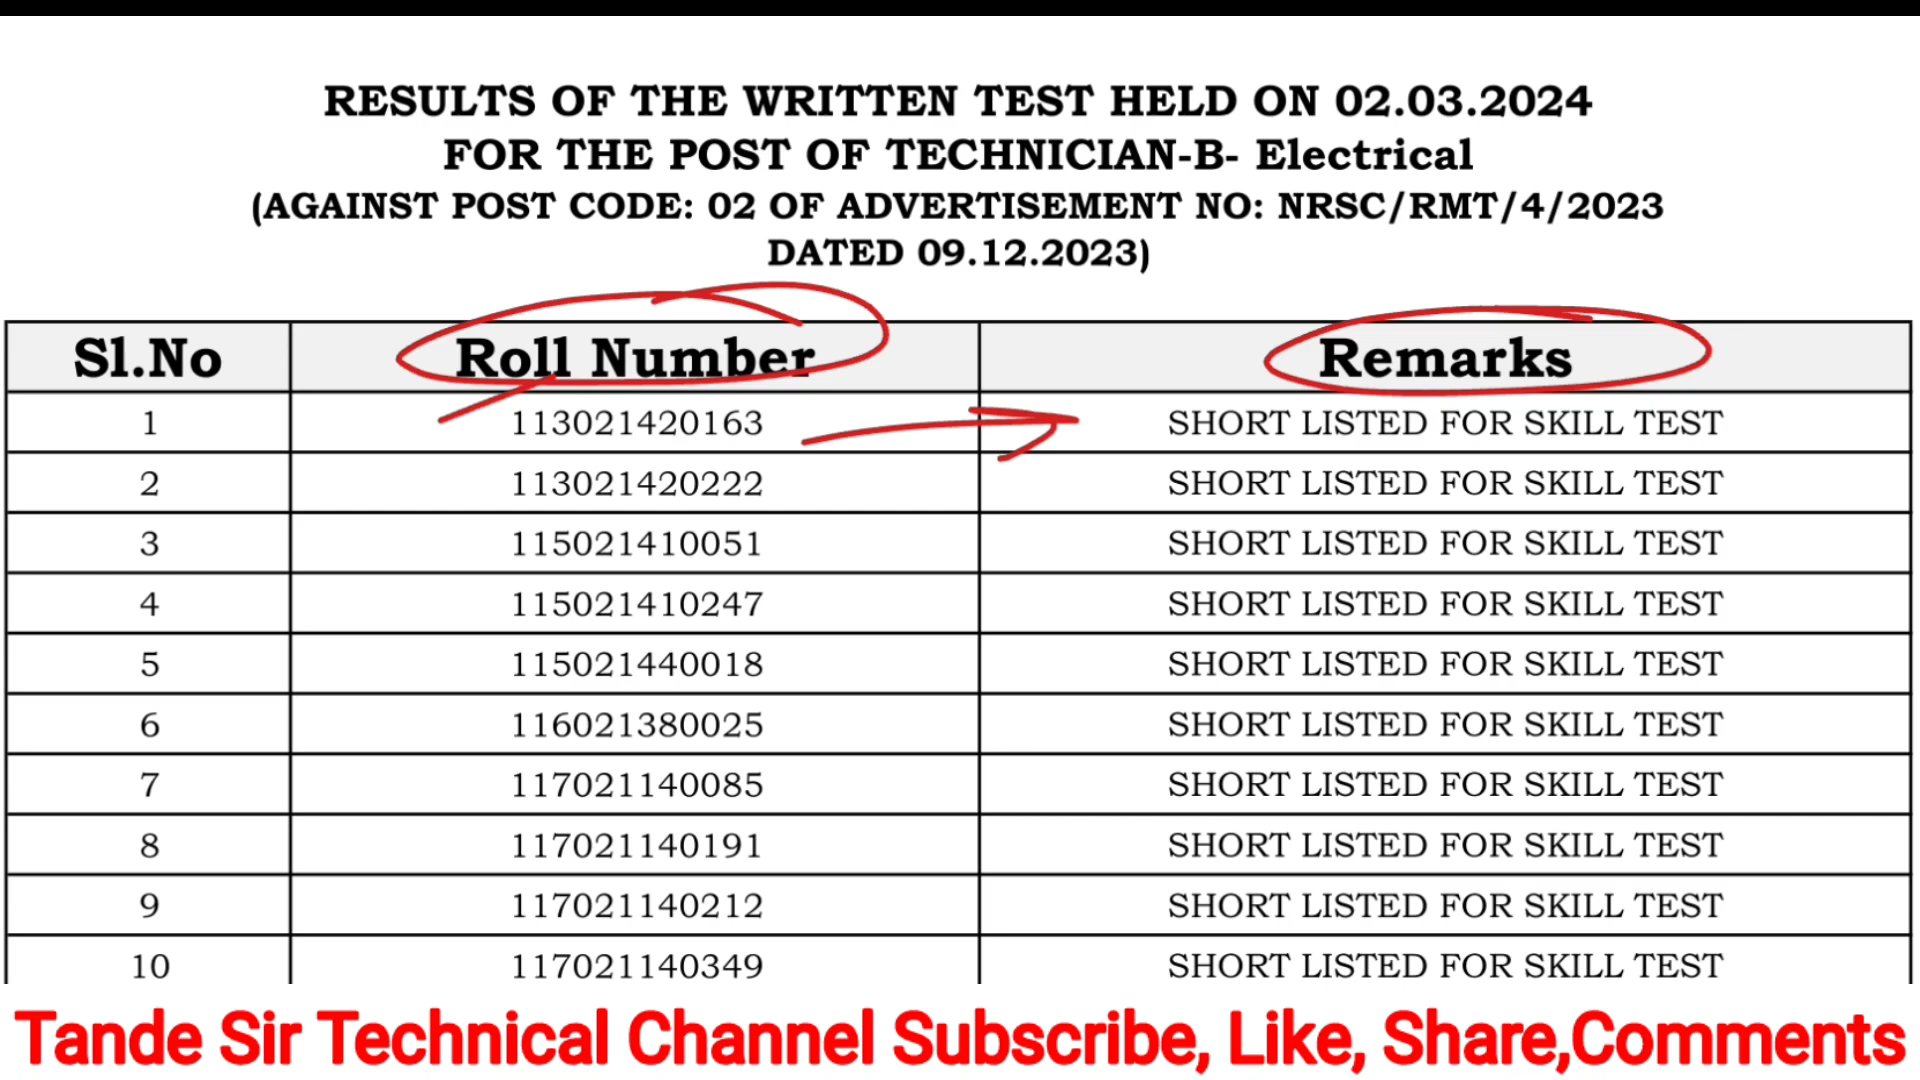 RESULTS OF THE WRITTEN TEST HELD ON 02.03.2024
FOR THE POST OF TECHNICIAN-B- Electrical
(AGAINST POST CODE: 02 OF ADVERTISEMENT NO: NRSC/RMT/4/2023
DATED 09.12.2023)
Sl.No Roll Number Remarks
1 113021420163 SHORT LISTED FOR SKILL TEST
2 113021420222 SHORT LISTED FOR SKILL TEST
3 115021410051 SHORT LISTED FOR SKILL TEST
4 115021410247 SHORT LISTED FOR SKILL TEST
5 115021440018 SHORT LISTED FOR SKILL TEST
6 116021380025 SHORT LISTED FOR SKILL TEST
7 117021140085 SHORT LISTED FOR SKILL TEST
8 117021140191 SHORT LISTED FOR SKILL TEST
9 117021140212 SHORT LISTED FOR SKILL TEST
10 117021140349 SHORT LISTED FOR SKILL TEST
Tande Sir Technical Channel Subscribe, Like, Share,Comments